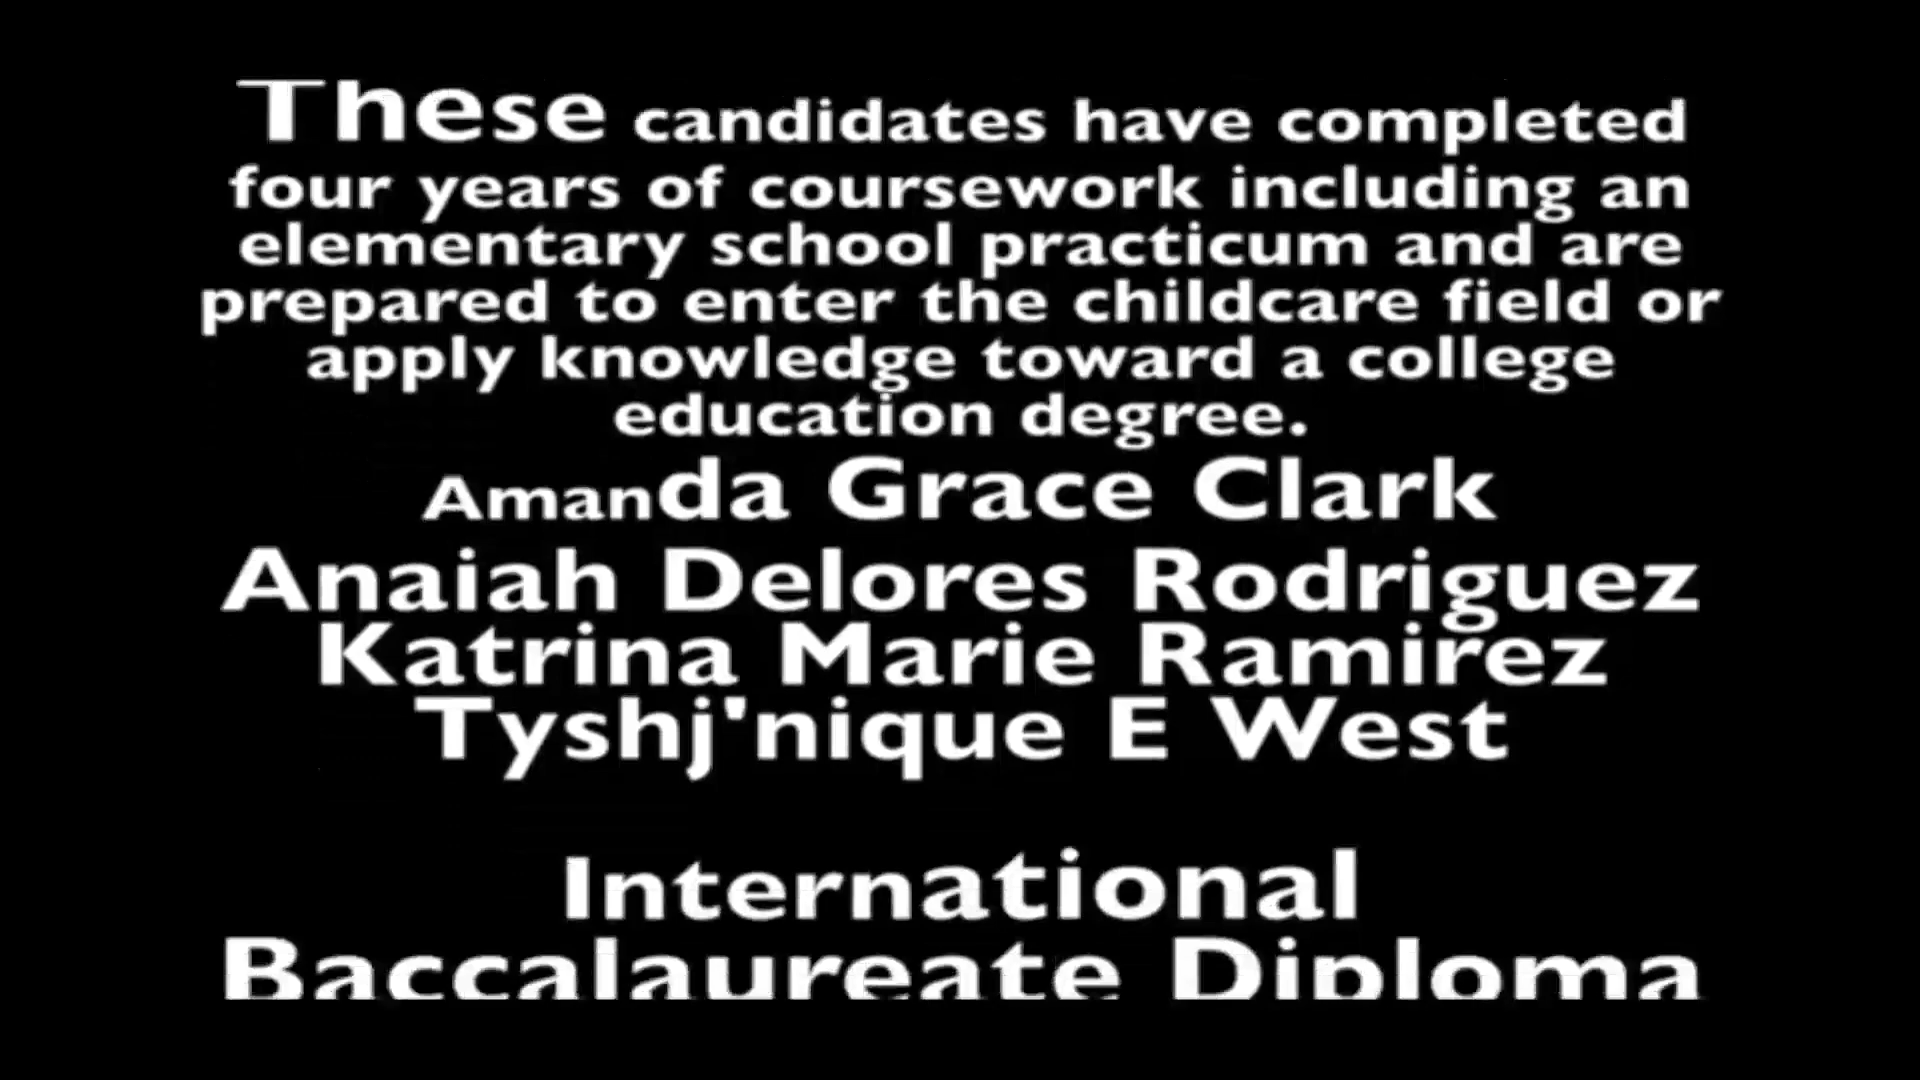 These candidates have completed
four years of coursework including an
elementary school practicum and are
prepared to enter the childcare field or
apply knowledge toward a college
education degree.
Amanda Grace Clark
Anaiah Delores Rodriguez
Katrina Marie Ramirez
Tyshj'nique E West
International
Baccalaureate Diploma